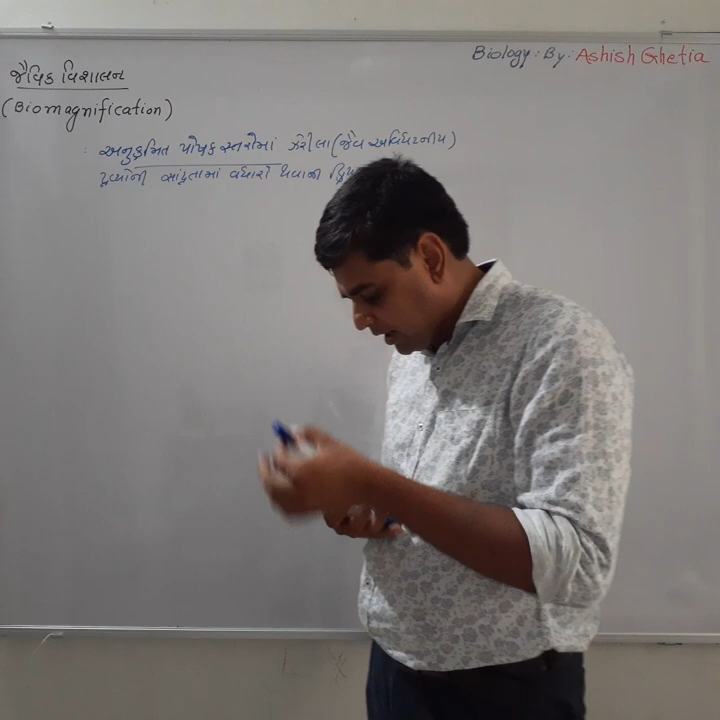 Biology : By : Ashish Ghetia
જૈવિક વિશાલન
(Biomagnification)
: અનુક્રમિત પોષક સ્તરોમાં ઝેરીલા (જૈવ અવિઘટનીય)
દ્રવ્યોની સાંદ્રતામાં વધારો થવાની